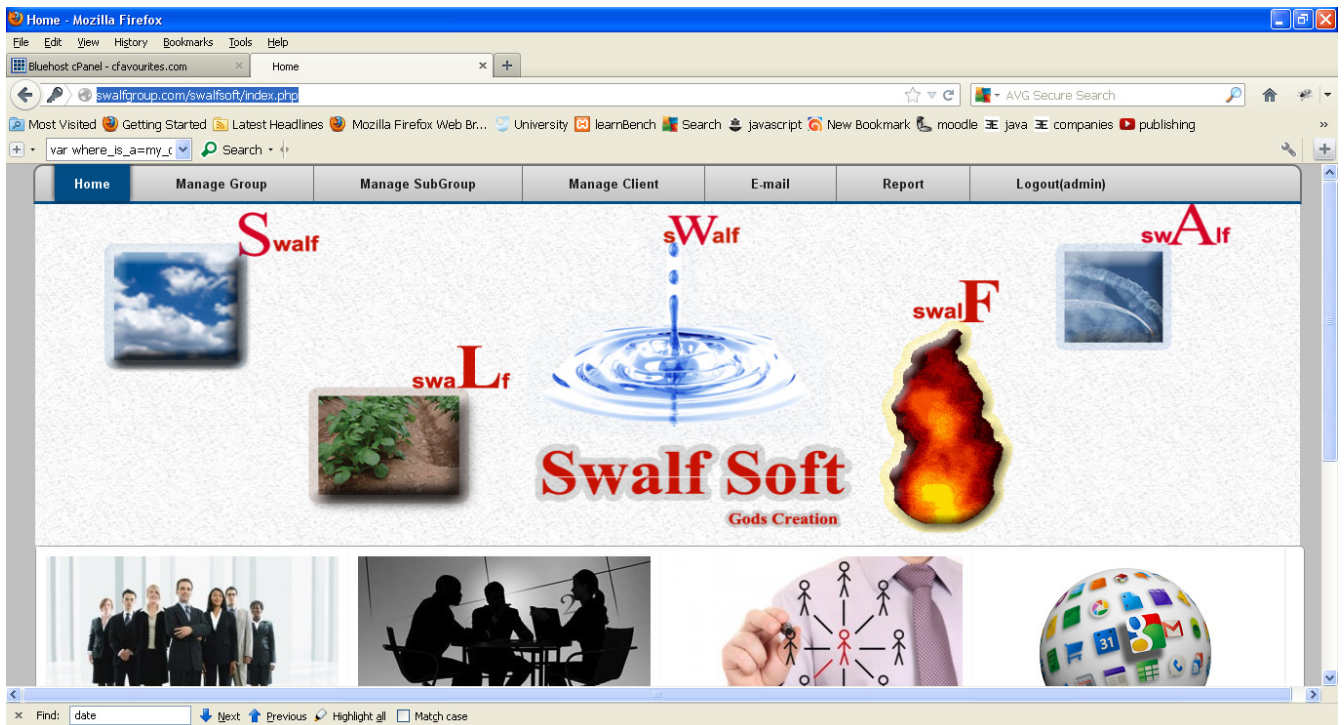 Home - Mozilla Firefox
File Edit View History Bookmarks Tools Help
Bluehost cPanel - cfavourites.com × Home × +
swalfgroup.com/swalfsoft/index.php AVG Secure Search
Most Visited Getting Started Latest Headlines Mozilla Firefox Web Br... University learnBench Search javascript New Bookmark moodle java companies publishing »
var where_is_a=my_c Search
Home Manage Group Manage SubGroup Manage Client E-mail Report Logout(admin)
Swalf
sWalf
swAlf
swalF
swaLf
Swalf Soft
Gods Creation
2
31
g
M
× Find: date Next Previous Highlight all Match case